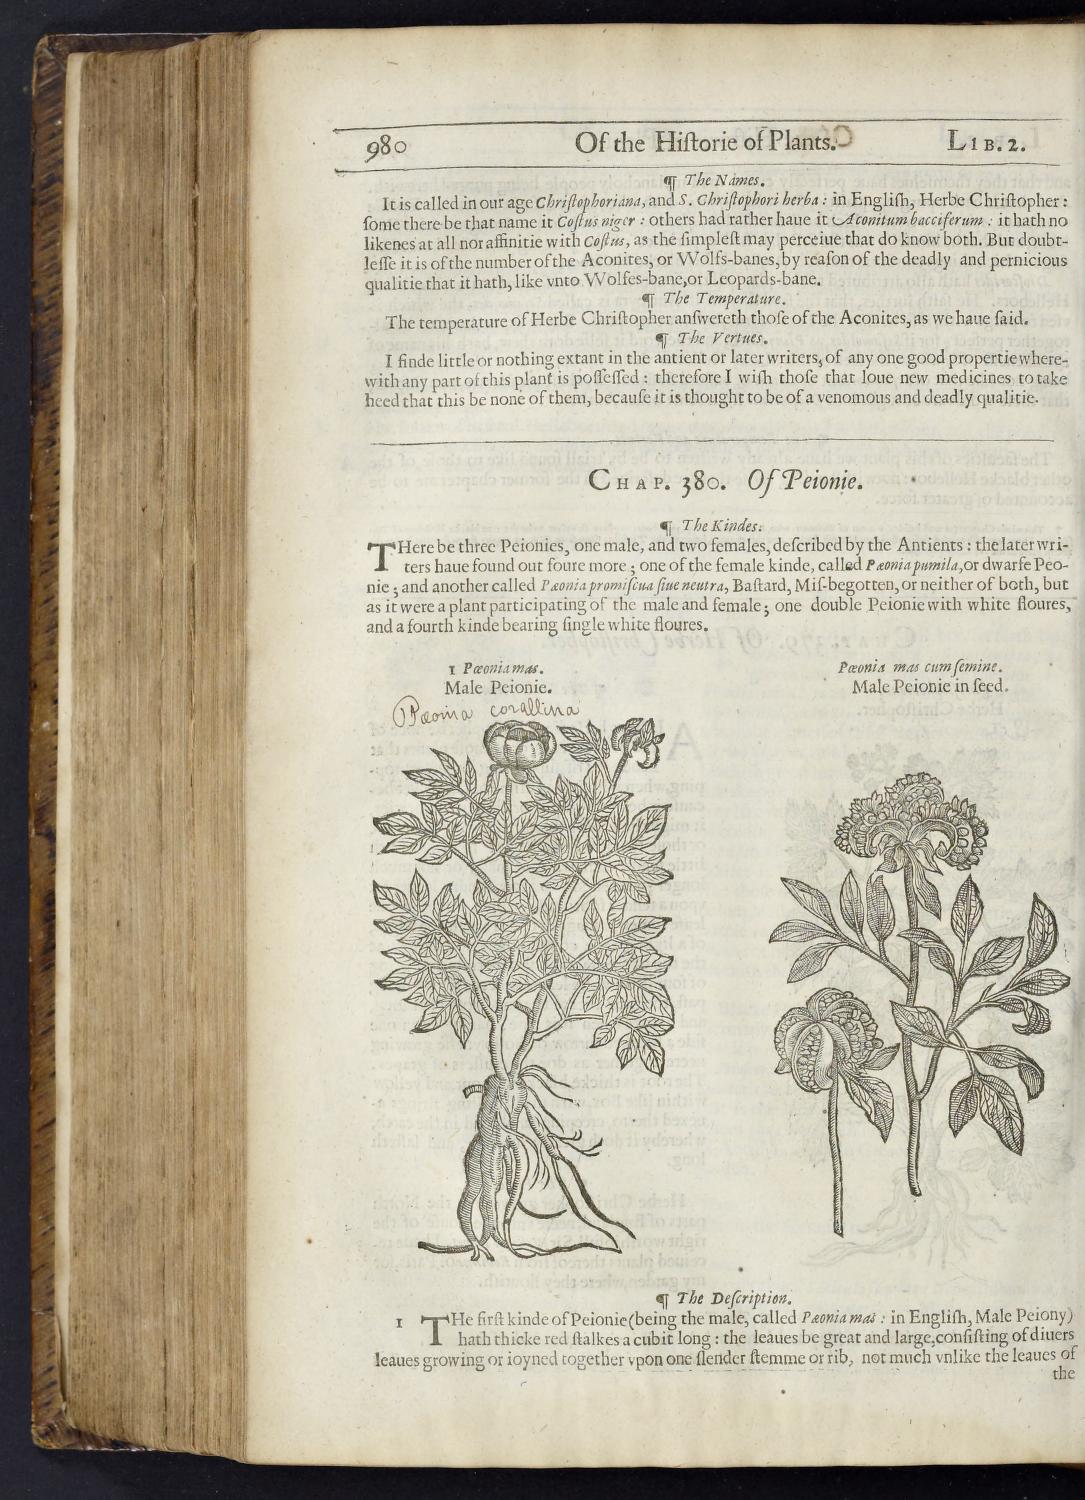 980 Of the Hiſtorie of Plants. LIB. 2.
¶ The Names.
It is called in our age Chriſtophoriana, and S. Chriſtophori herba : in Engliſh, Herbe Chriſtopher :
ſome there be that name it Coſtus niger : others had rather haue it Aconitum bacciferum : it hath no
likenes at all nor affinitie with Coſtus, as the ſimpleſt may perceiue that do know both. But doubt-
leſſe it is of the number of the Aconites, or Wolfs-banes, by reaſon of the deadly and pernicious
qualitie that it hath, like vnto Wolfes-bane, or Leopards-bane.
¶ The Temperature.
The temperature of Herbe Chriſtopher anſwereth thoſe of the Aconites, as we haue ſaid.
¶ The Vertues.
I finde little or nothing extant in the antient or later writers, of any one good propertie where-
with any part of this plant is poſſeſſed : therefore I wiſh thoſe that loue new medicines to take
heed that this be none of them, becauſe it is thought to be of a venomous and deadly qualitie.
CHAP. 380. Of Peionie.
¶ The Kindes.
THere be three Peionies, one male, and two females, deſcribed by the Antients : the later wri-
ters haue found out foure more ; one of the female kinde, called Pæonia pumila, or dwarfe Peo-
nie ; and another called Pæonia promiſcua ſiue neutra, Baſtard, Miſ-begotten, or neither of both, but
as it were a plant participating of the male and female ; one double Peionie with white floures,
and a fourth kinde bearing ſingle white floures.
1 Pæonia mas.
Male Peionie.
Pæonia corallina
Pæonia mas cum ſemine.
Male Peionie in ſeed.
¶ The Deſcription.
1 THe firſt kinde of Peionie (being the male, called Pæonia mas : in Engliſh, Male Peiony)
hath thicke red ſtalkes a cubit long : the leaues be great and large, conſiſting of diuers
leaues growing or ioyned together vpon one ſlender ſtemme or rib, not much vnlike the leaues of
the